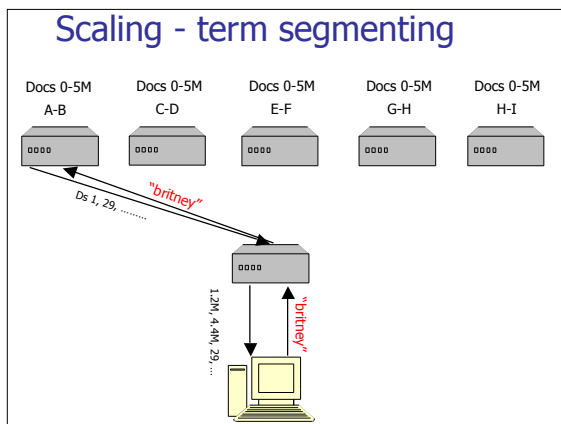 Scaling - term segmenting
Docs 0-5M
A-B
Docs 0-5M
C-D
Docs 0-5M
E-F
Docs 0-5M
G-H
Docs 0-5M
H-I
"britney"
Ds 1, 29, .........
1.2M, 4.4M, 29, ...
"britney"